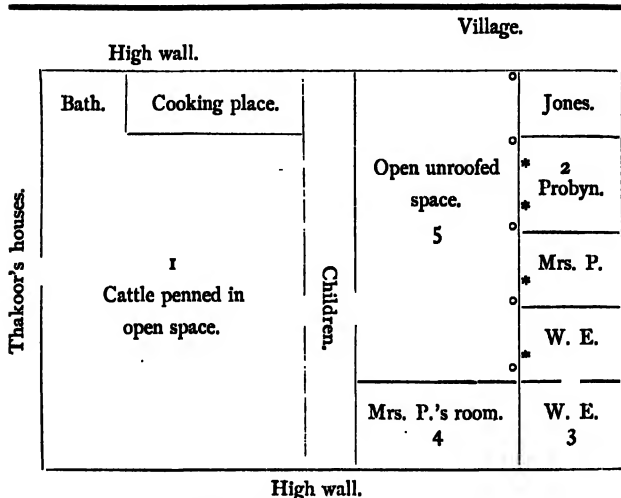 Village.
High wall.
Bath.
Cooking place.
Jones.
Open unroofed
space.
5
2
Probyn.
Thakoor's houses.
1
Cattle penned in
open space.
Children.
Mrs. P.
W. E.
Mrs. P.'s room.
4
W. E.
3
High wall.